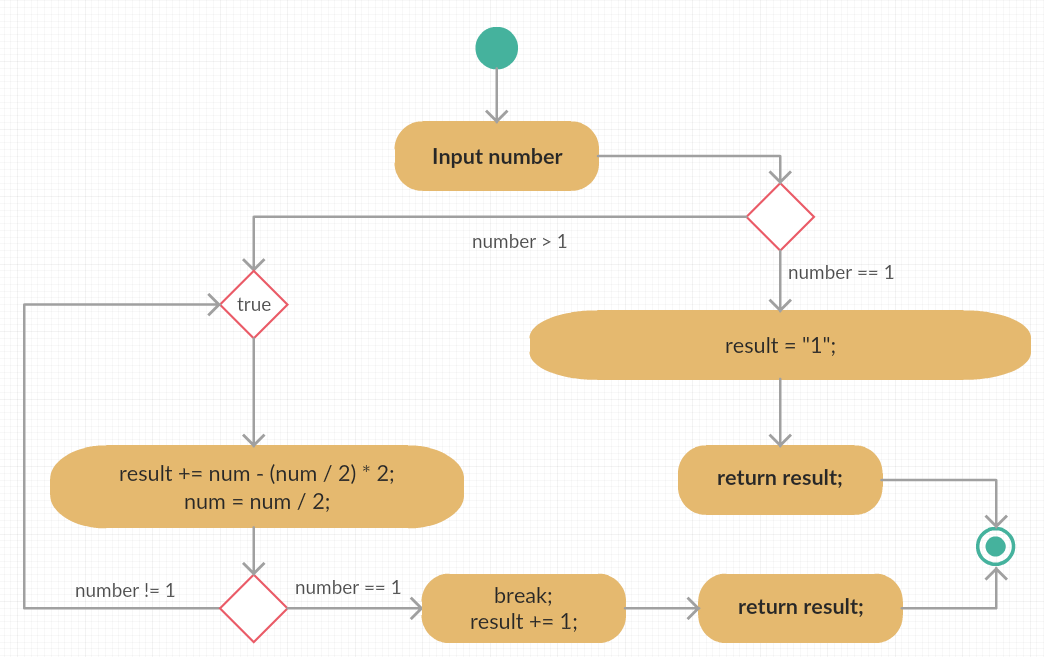 Input number
number > 1
number == 1
true
result = "1";
result += num - (num / 2) * 2;
num = num / 2;
return result;
number != 1
number == 1
break;
result += 1;
return result;